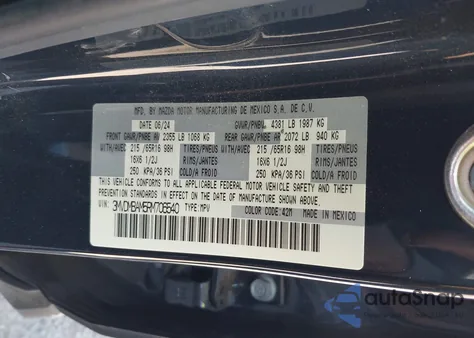 MFD. BY MAZDA MOTOR MANUFACTURING DE MEXICO S.A. DE C.V.
DATE 06/24 GVWR/PNBV 4381 LB 1987 KG
FRONT GAWR/PNBE AV 2355 LB 1068 KG REAR GAWR/PNBE AR 2072 LB 940 KG
WITH/AVEC 215/65R16 98H TIRES/PNEUS WITH/AVEC 215/65R16 98H TIRES/PNEUS
16X6 1/2J RIMS/JANTES 16X6 1/2J RIMS/JANTES
250 KPA/36 PSI COLD/A FROID 250 KPA/36 PSI COLD/A FROID
THIS VEHICLE CONFORMS TO ALL APPLICABLE FEDERAL MOTOR VEHICLE SAFETY, BUMPER, AND THEFT
PREVENTION STANDARDS IN EFFECT ON THE DATE OF MANUFACTURE SHOWN ABOVE.
VIN: 3MVDMBAM5RM706540 TYPE: MPV
COLOR CODE: 42M MADE IN MEXICO
autoSnap